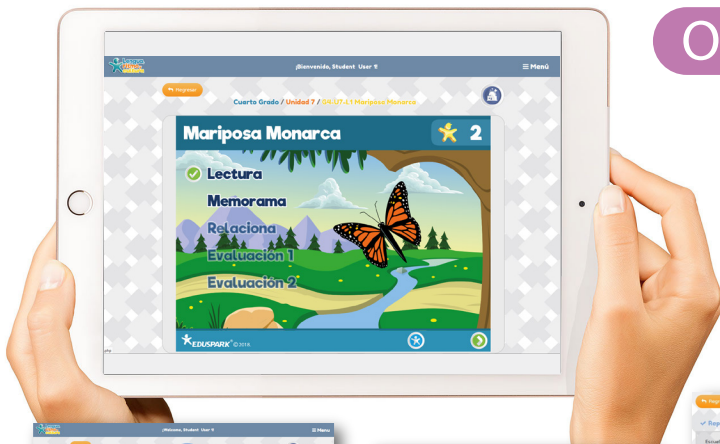 O
¡Bienvenido, Student User 1!
Menú
Regresar
Cuarto Grado / Unidad 7 / G4-U7-L1 Mariposa Monarca
Mariposa Monarca
2
Lectura
Memorama
Relaciona
Evaluación 1
Evaluación 2
EDUSPARK © 2018
¡Welcome, Student User 1!
Menu